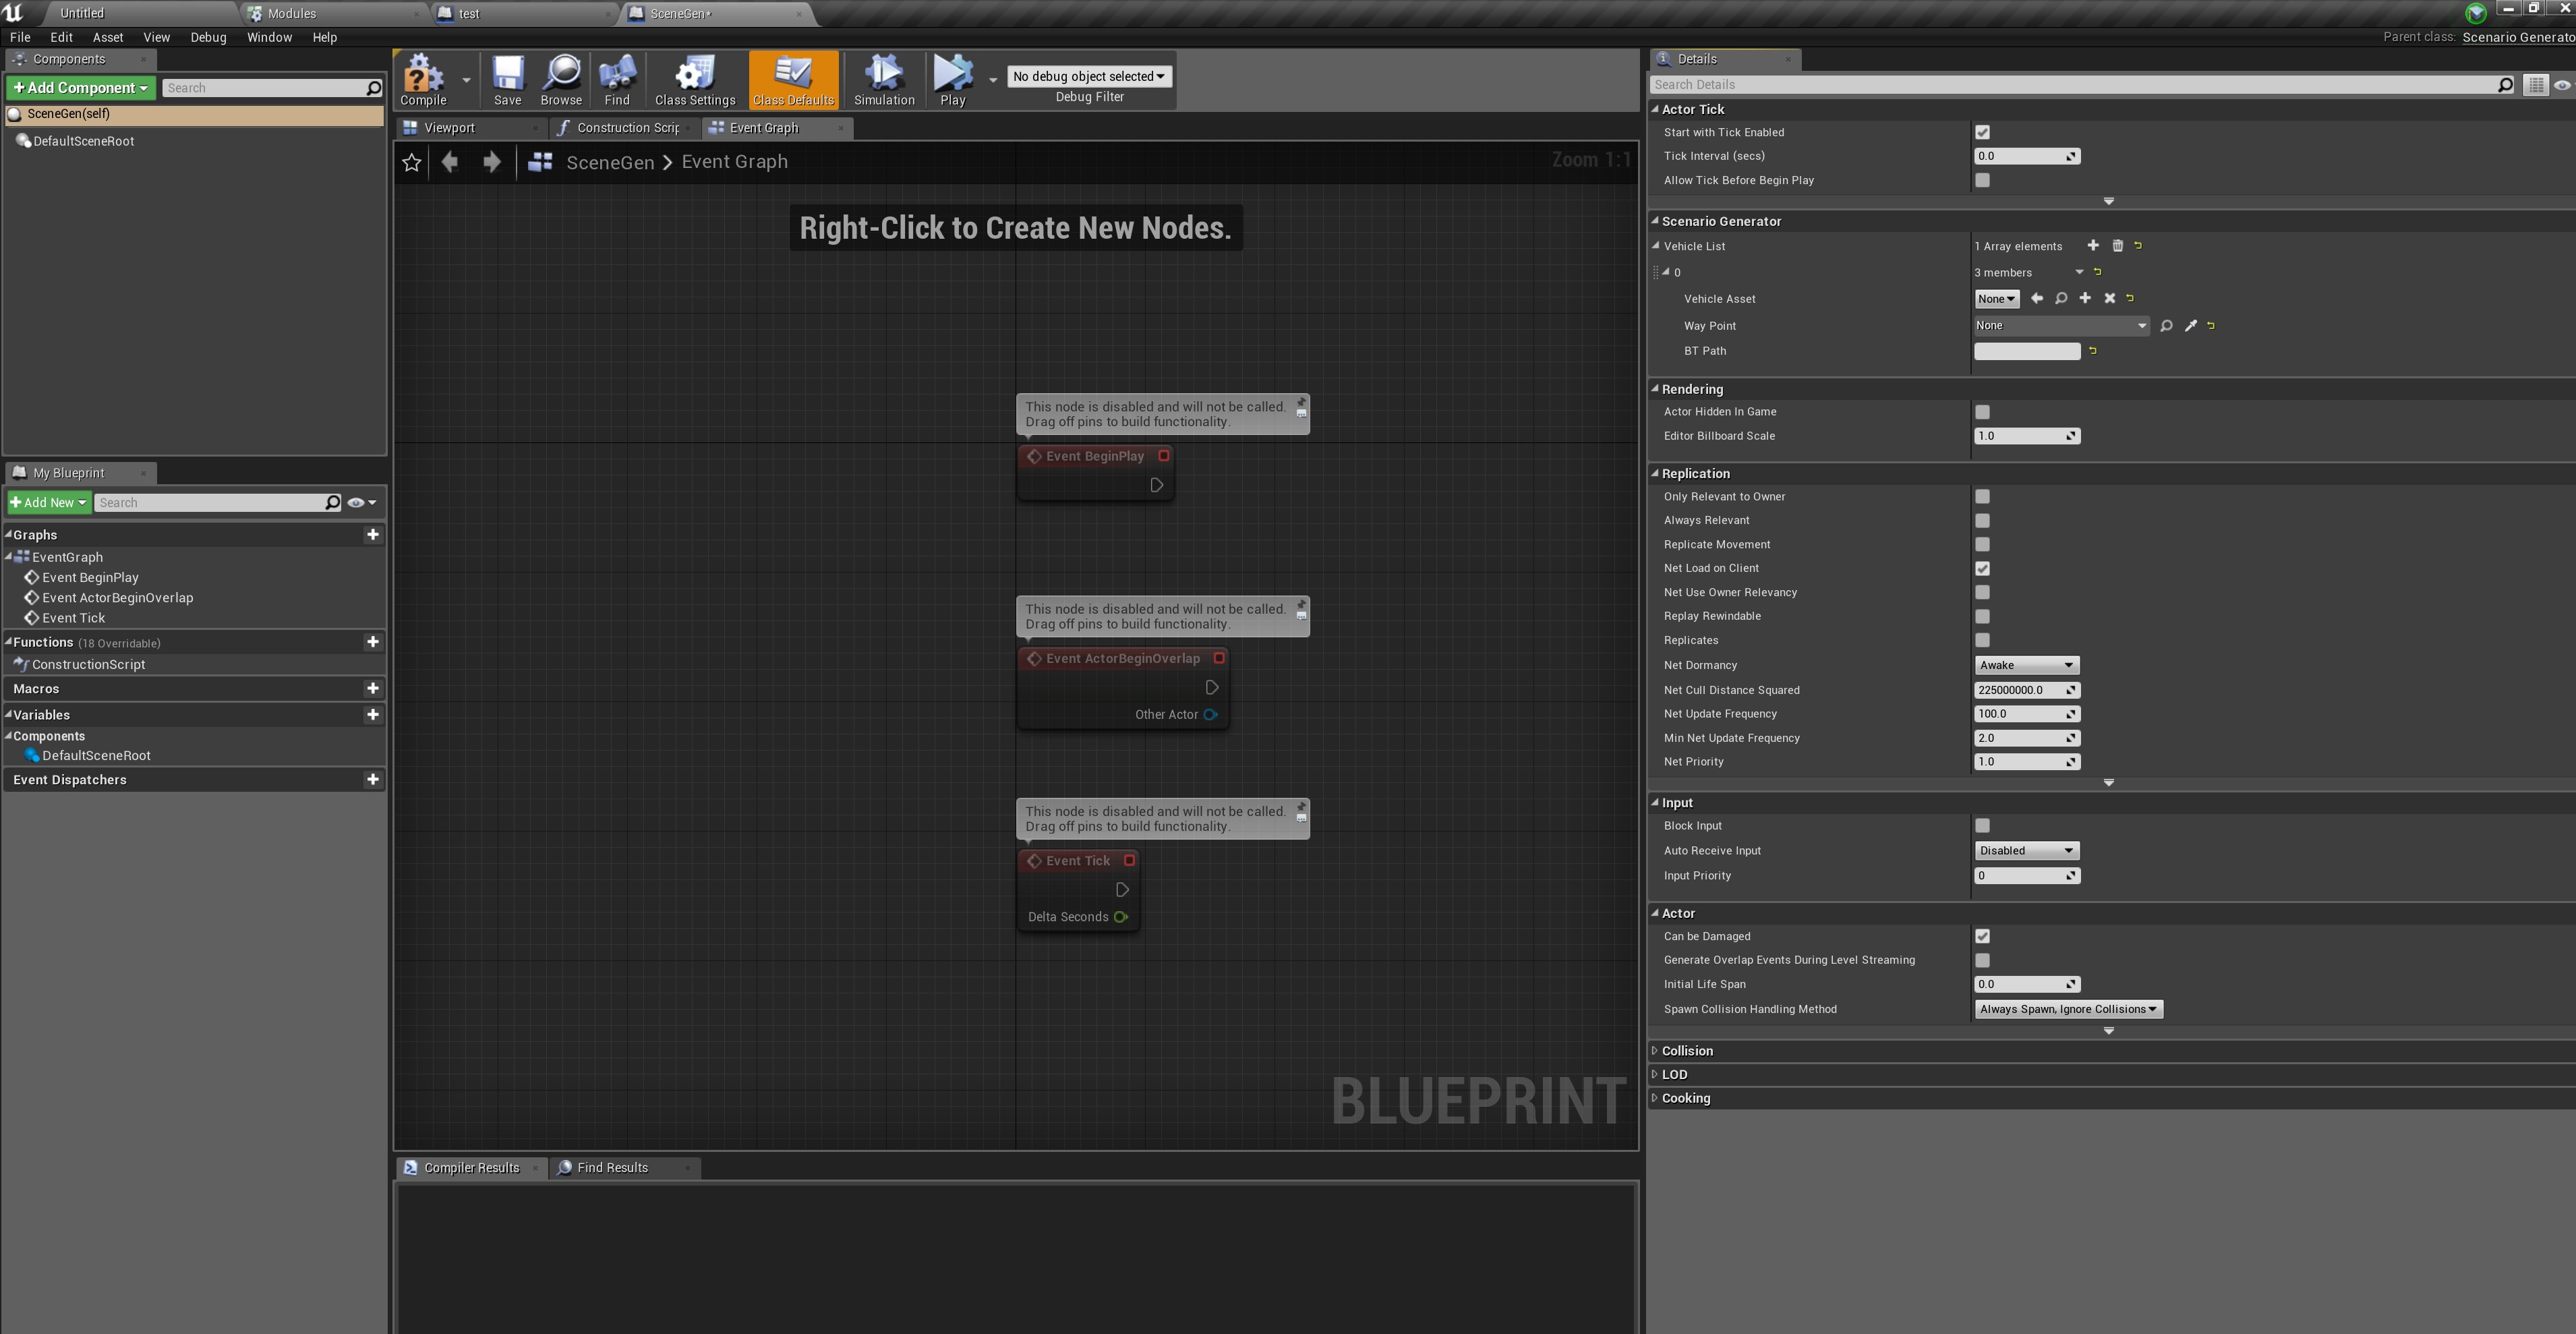 Untitled
Modules
test
SceneGen*
File Edit Asset View Debug Window Help
Parent class: Scenario Generato
Components
+ Add Component
Search
SceneGen(self)
DefaultSceneRoot
My Blueprint
+ Add New
Search
Graphs
EventGraph
Event BeginPlay
Event ActorBeginOverlap
Event Tick
Functions (18 Overridable)
ConstructionScript
Macros
Variables
Components
DefaultSceneRoot
Event Dispatchers
Compile
Save
Browse
Find
Class Settings
Class Defaults
Simulation
Play
No debug object selected
Debug Filter
Viewport
Construction Scrip
Event Graph
SceneGen > Event Graph
Zoom 1:1
Right-Click to Create New Nodes.
This node is disabled and will not be called.
Drag off pins to build functionality.
Event BeginPlay
This node is disabled and will not be called.
Drag off pins to build functionality.
Event ActorBeginOverlap
Other Actor
This node is disabled and will not be called.
Drag off pins to build functionality.
Event Tick
Delta Seconds
BLUEPRINT
Compiler Results
Find Results
Details
Search Details
Actor Tick
Start with Tick Enabled
Tick Interval (secs) 0.0
Allow Tick Before Begin Play
Scenario Generator
Vehicle List 1 Array elements
0 3 members
Vehicle Asset None
Way Point None
BT Path
Rendering
Actor Hidden In Game
Editor Billboard Scale 1.0
Replication
Only Relevant to Owner
Always Relevant
Replicate Movement
Net Load on Client
Net Use Owner Relevancy
Replay Rewindable
Replicates
Net Dormancy Awake
Net Cull Distance Squared 225000000.0
Net Update Frequency 100.0
Min Net Update Frequency 2.0
Net Priority 1.0
Input
Block Input
Auto Receive Input Disabled
Input Priority 0
Actor
Can be Damaged
Generate Overlap Events During Level Streaming
Initial Life Span 0.0
Spawn Collision Handling Method Always Spawn, Ignore Collisions
Collision
LOD
Cooking